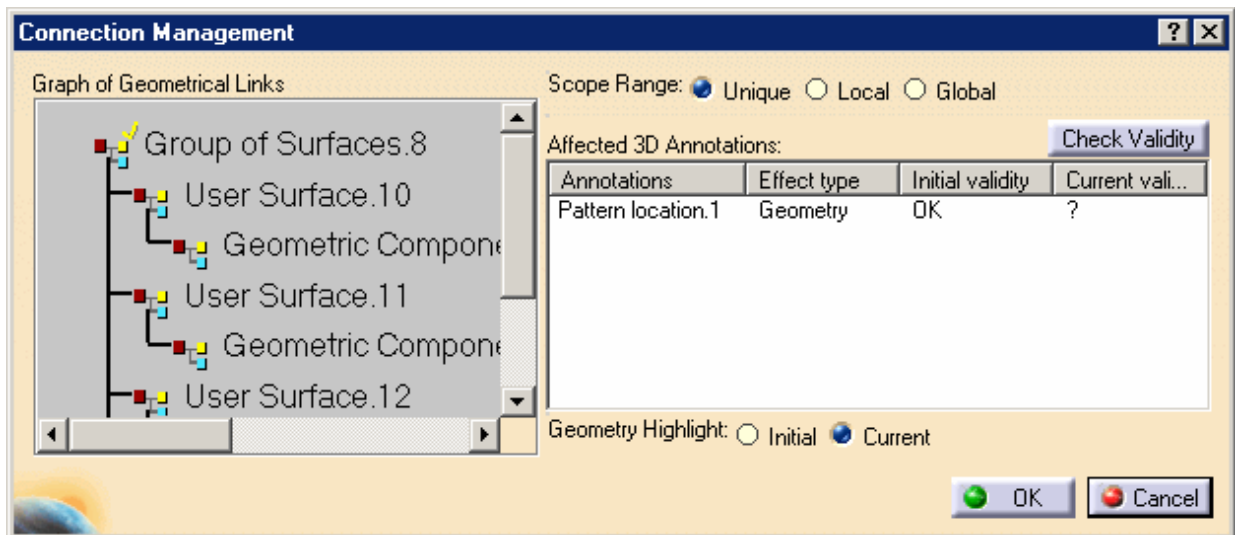 Connection Management
Graph of Geometrical Links
Group of Surfaces.8
User Surface.10
Geometric Compone
User Surface.11
Geometric Compone
User Surface.12
Scope Range: Unique Local Global
Affected 3D Annotations: Check Validity
Annotations Effect type Initial validity Current vali...
Pattern location.1 Geometry OK ?
Geometry Highlight: Initial Current
OK Cancel